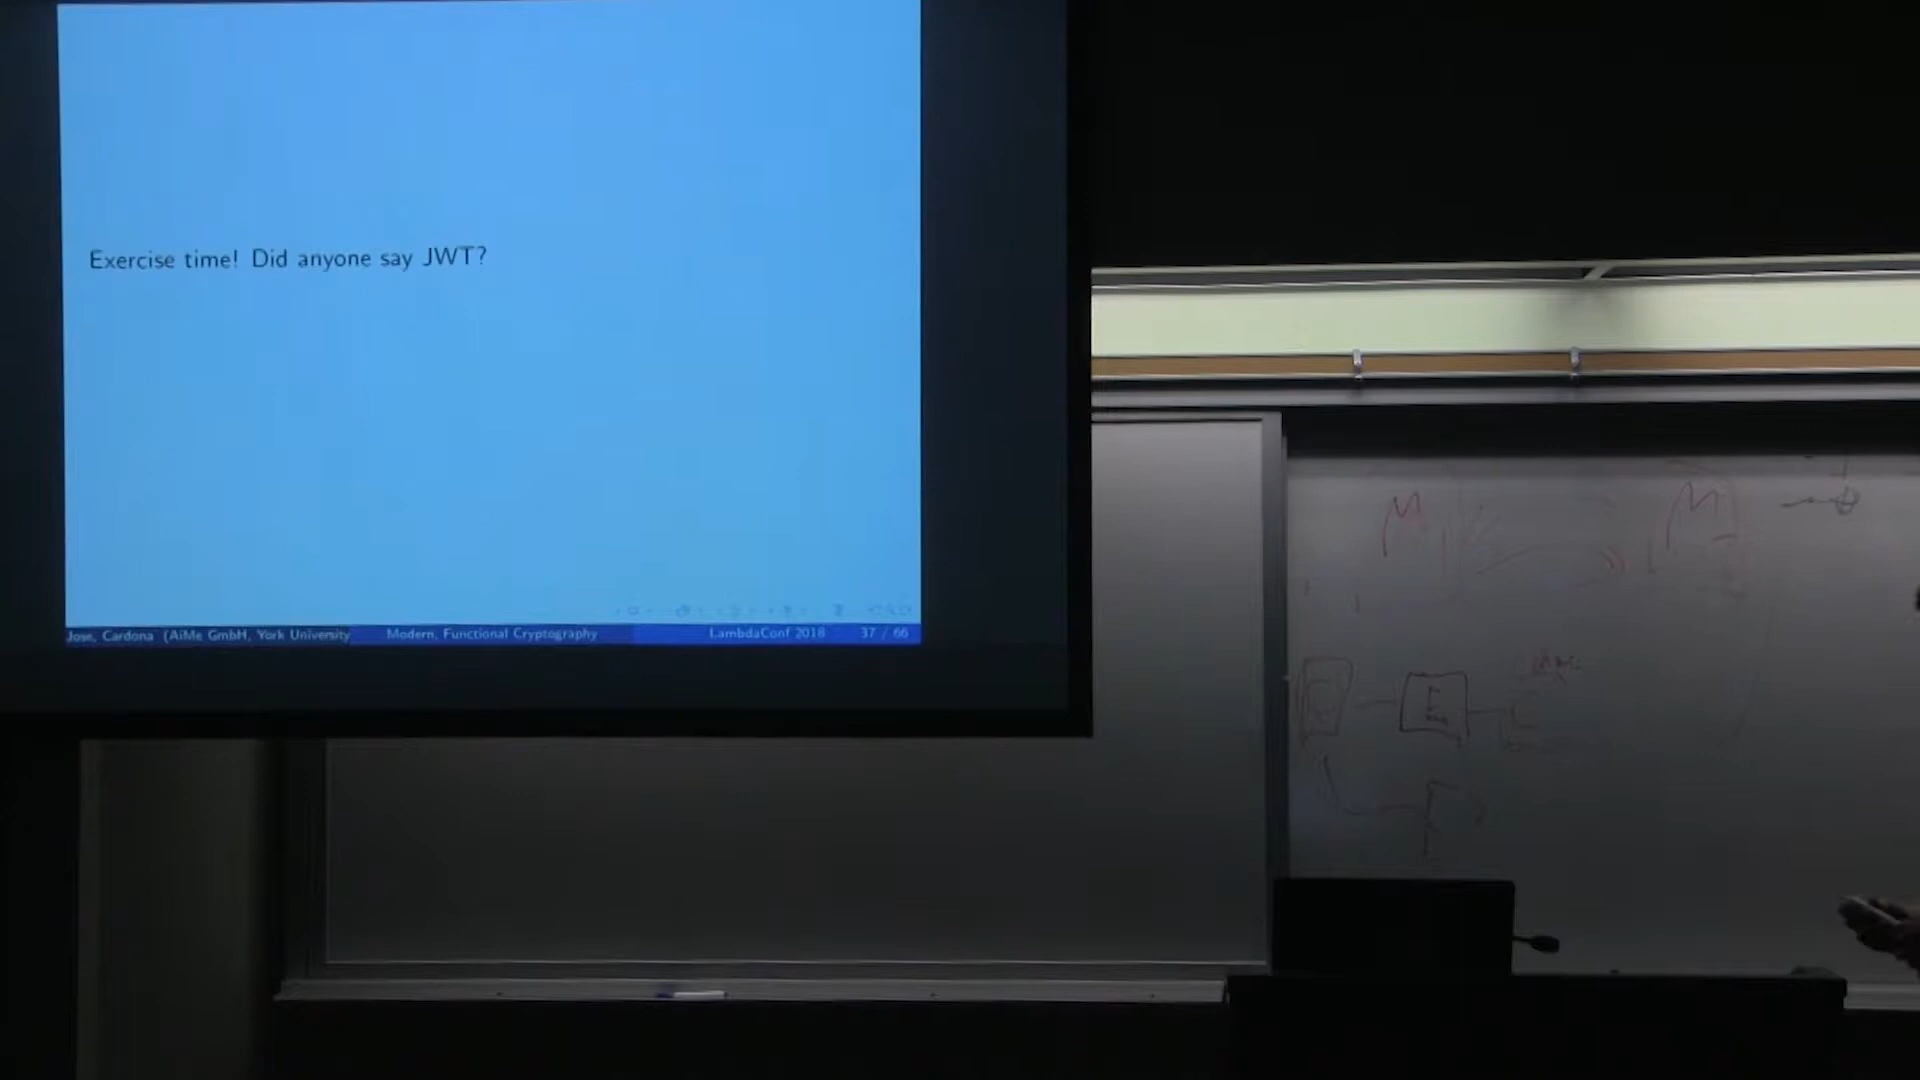 Exercise time! Did anyone say JWT?
Jose, Cardona (AiMe GmbH, York University
Modern, Functional Cryptography
LambdaConf 2018
37 / 66
M
M
E